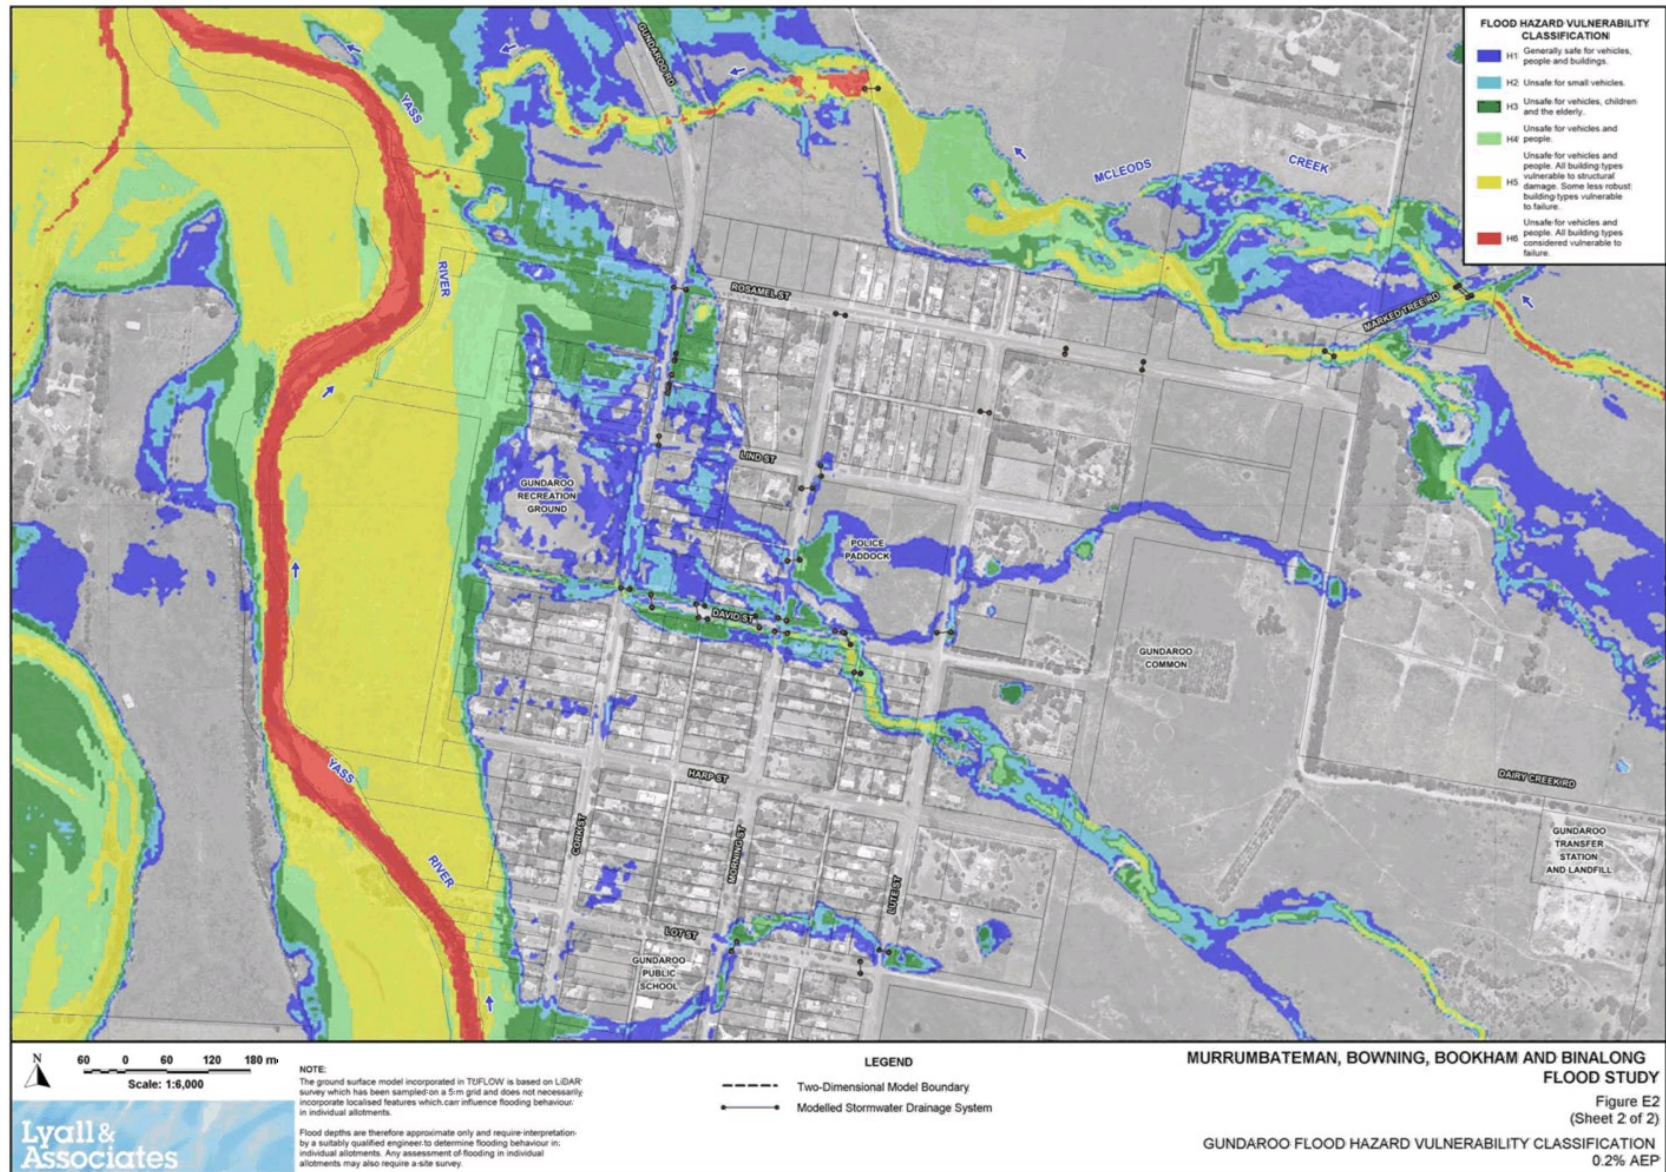 FLOOD HAZARD VULNERABILITY
CLASSIFICATION
H1 Generally safe for vehicles,
people and buildings.
H2 Unsafe for small vehicles.
H3 Unsafe for vehicles, children
and the elderly.
H4 Unsafe for vehicles and
people.
H5 Unsafe for vehicles and
people. All building types
vulnerable to structural
damage. Some less robust
building types vulnerable
to failure.
H6 Unsafe for vehicles and
people. All building types
considered vulnerable to
failure.
GUNDAROO RD
YASS
RIVER
MCLEODS
CREEK
MARKED TREE RD
ROSAMEL ST
LIND ST
GUNDAROO
RECREATION
GROUND
POLICE
PADDOCK
DAVID ST
GUNDAROO
COMMON
YASS
RIVER
HARP ST
CORK ST
MORNING ST
LUTE ST
LOT ST
DAIRY CREEK RD
GUNDAROO
TRANSFER
STATION
AND LANDFILL
GUNDAROO
PUBLIC
SCHOOL
N
60 0 60 120 180 m
Scale: 1:6,000
Lyall &
Associates
NOTE:
The ground surface model incorporated in TUFLOW is based on LiDAR
survey which has been sampled on a 5 m grid and does not necessarily
incorporate localised features which can influence flooding behaviour
in individual allotments.
Flood depths are therefore approximate only and require interpretation
by a suitably qualified engineer to determine flooding behaviour in
individual allotments. Any assessment of flooding in individual
allotments may also require a site survey.
LEGEND
Two-Dimensional Model Boundary
Modelled Stormwater Drainage System
MURRUMBATEMAN, BOWNING, BOOKHAM AND BINALONG
FLOOD STUDY
Figure E2
(Sheet 2 of 2)
GUNDAROO FLOOD HAZARD VULNERABILITY CLASSIFICATION
0.2% AEP